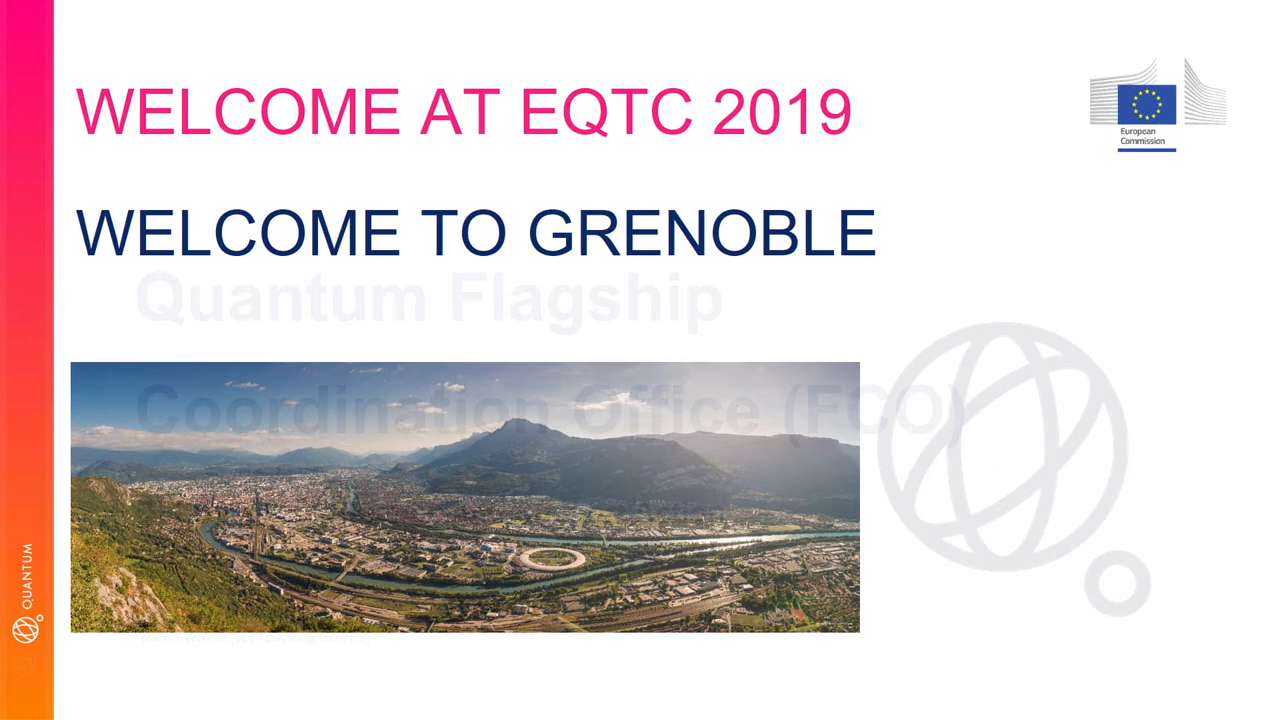 WELCOME AT EQTC 2019
European
Commission
WELCOME TO GRENOBLE
Quantum Flagship
Coordination Office (FCO)
QUANTUM